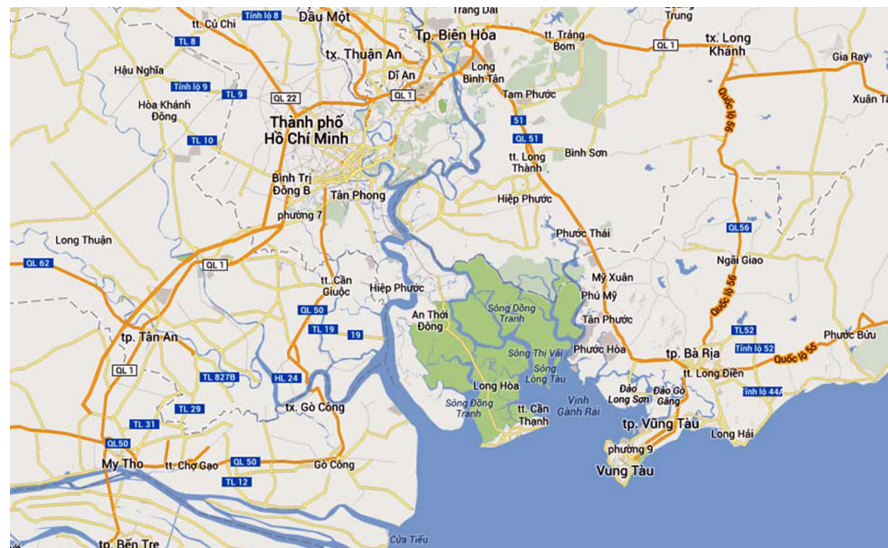 tt. Củ Chi
Tỉnh lộ 8
Dầu Một
Trảng Dài
Trung
TL 8
tx. Thuận An
Tp. Biên Hòa
tt. Trảng
Bom
QL 1
tx. Long
Khánh
Hậu Nghĩa
Dĩ An
Long
Bình Tân
Gia Ray
Tỉnh lộ 9
TL 9
QL 22
QL 1
Tam Phước
Quốc lộ 56
Xuân
Hòa Khánh
Đông
Thành phố
Hồ Chí Minh
51
QL 51
TL 10
tt. Long
Thành
Bình Sơn
Bình Trị
Đông B
Tân Phong
Hiệp Phước
phường 7
Long Thuận
Phước Thái
QL56
QL 62
QL 1
tt. Cần
Giuộc
Hiệp Phước
Mỹ Xuân
Ngãi Giao
Phú Mỹ
Quốc lộ 56
QL 50
An Thới
Đông
Sông Đồng
Tranh
Tân Phước
TL 19
19
tp. Tân An
TL52
Phước Bửu
Sông Thị Vải
Phước Hòa
tp. Bà Rịa
Tỉnh lộ 52
Quốc lộ 55
QL 1
TL 827B
HL 24
Sông
Lòng Tàu
tt. Long Điền
Long Hòa
Đảo
Long Sơn
Đảo Gò
Găng
Tỉnh lộ 44A
TL 29
tx. Gò Công
Sông Đồng
Tranh
tt. Cần
Thạnh
Vịnh
Gành Rái
TL 31
tp. Vũng Tàu
Long Hải
QL50
My Tho
tt. Chợ Gạo
QL 50
Gò Công
phường 9
Vung Tàu
TL 12
Cửa Tiểu
tp. Bến Tre